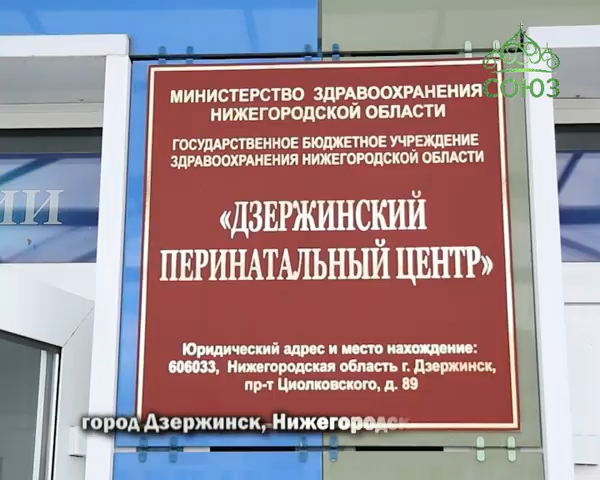 СОЮЗ
МИНИСТЕРСТВО ЗДРАВООХРАНЕНИЯ
НИЖЕГОРОДСКОЙ ОБЛАСТИ
ГОСУДАРСТВЕННОЕ БЮДЖЕТНОЕ УЧРЕЖДЕНИЕ
ЗДРАВООХРАНЕНИЯ НИЖЕГОРОДСКОЙ ОБЛАСТИ
«ДЗЕРЖИНСКИЙ
ПЕРИНАТАЛЬНЫЙ ЦЕНТР»
Юридический адрес и место нахождение:
606033, Нижегородская область г. Дзержинск,
пр-т Циолковского, д. 89
город Дзержинск, Нижегородск